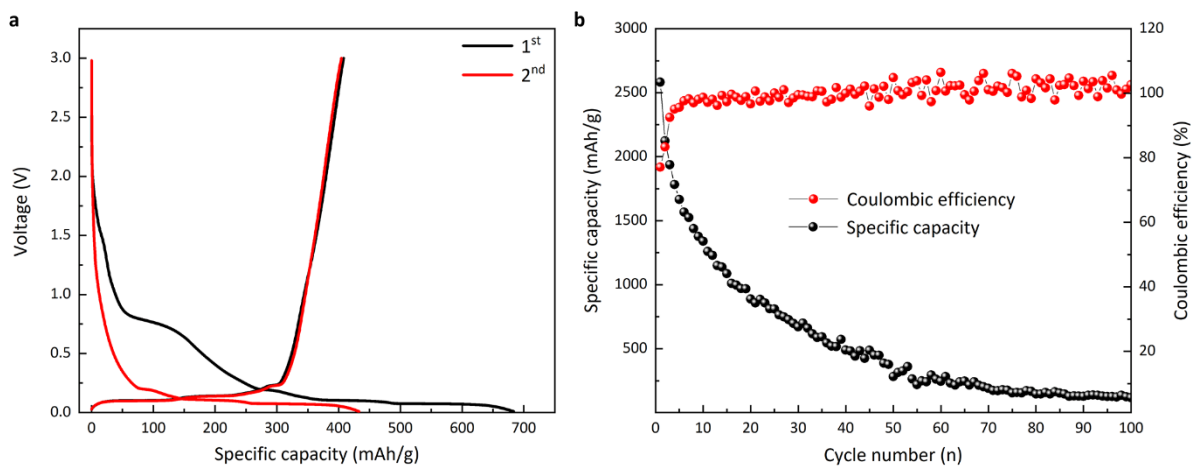 a
1st
2nd
3.0
2.5
2.0
1.5
1.0
0.5
0.0
Voltage (V)
0 100 200 300 400 500 600 700
Specific capacity (mAh/g)
b
3000
2500
2000
1500
1000
500
Specific capacity (mAh/g)
Coulombic efficiency
Specific capacity
120
100
80
60
40
20
Coulombic efficiency (%)
0 10 20 30 40 50 60 70 80 90 100
Cycle number (n)